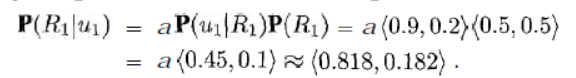 P(R₁|u₁) = aP(u₁|R₁)P(R₁) = a⟨0.9, 0.2⟩⟨0.5, 0.5⟩
= a⟨0.45, 0.1⟩ ≈ ⟨0.818, 0.182⟩ .